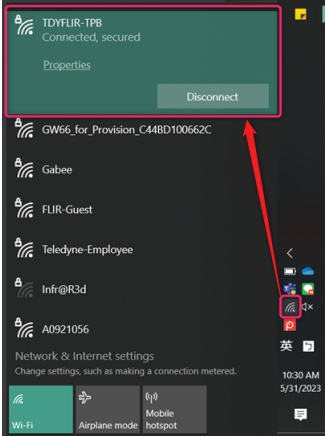 TDYFLIR-TPB
Connected, secured
Properties
Disconnect
GW66_for_Provision_C44BD100662C
Gabee
FLIR-Guest
Teledyne-Employee
Infr@R3d
A0921056
Network & Internet settings
Change settings, such as making a connection metered.
Wi-Fi
Airplane mode
Mobile
hotspot
英
10:30 AM
5/31/2023